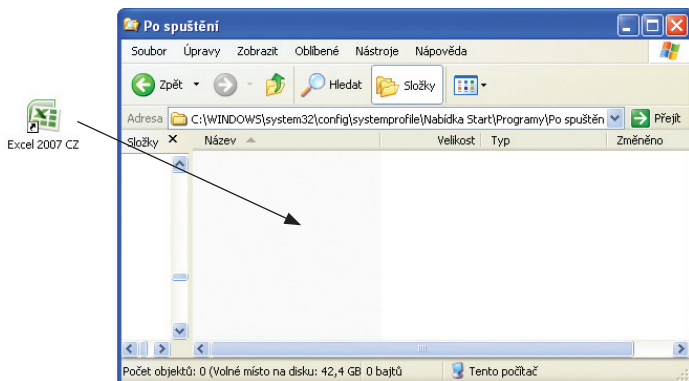 Po spuštění
Soubor Úpravy Zobrazit Oblíbené Nástroje Nápověda
Zpět Hledat Složky
Adresa C:\WINDOWS\system32\config\systemprofile\Nabídka Start\Programy\Po spuštěn Přejít
Složky Název Velikost Typ Změněno
Excel 2007 CZ
Počet objektů: 0 (Volné místo na disku: 42,4 GB 0 bajtů Tento počítač